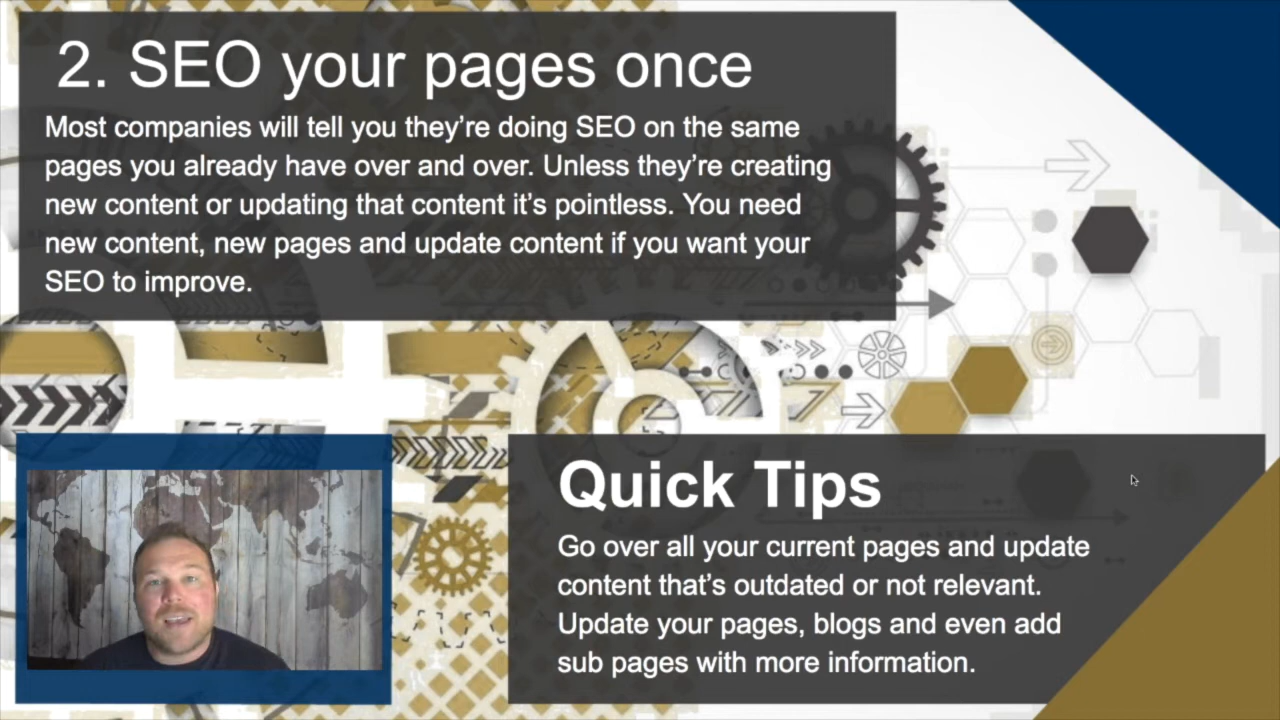 2. SEO your pages once
Most companies will tell you they’re doing SEO on the same
pages you already have over and over. Unless they’re creating
new content or updating that content it’s pointless. You need
new content, new pages and update content if you want your
SEO to improve.
Quick Tips
Go over all your current pages and update
content that’s outdated or not relevant.
Update your pages, blogs and even add
sub pages with more information.